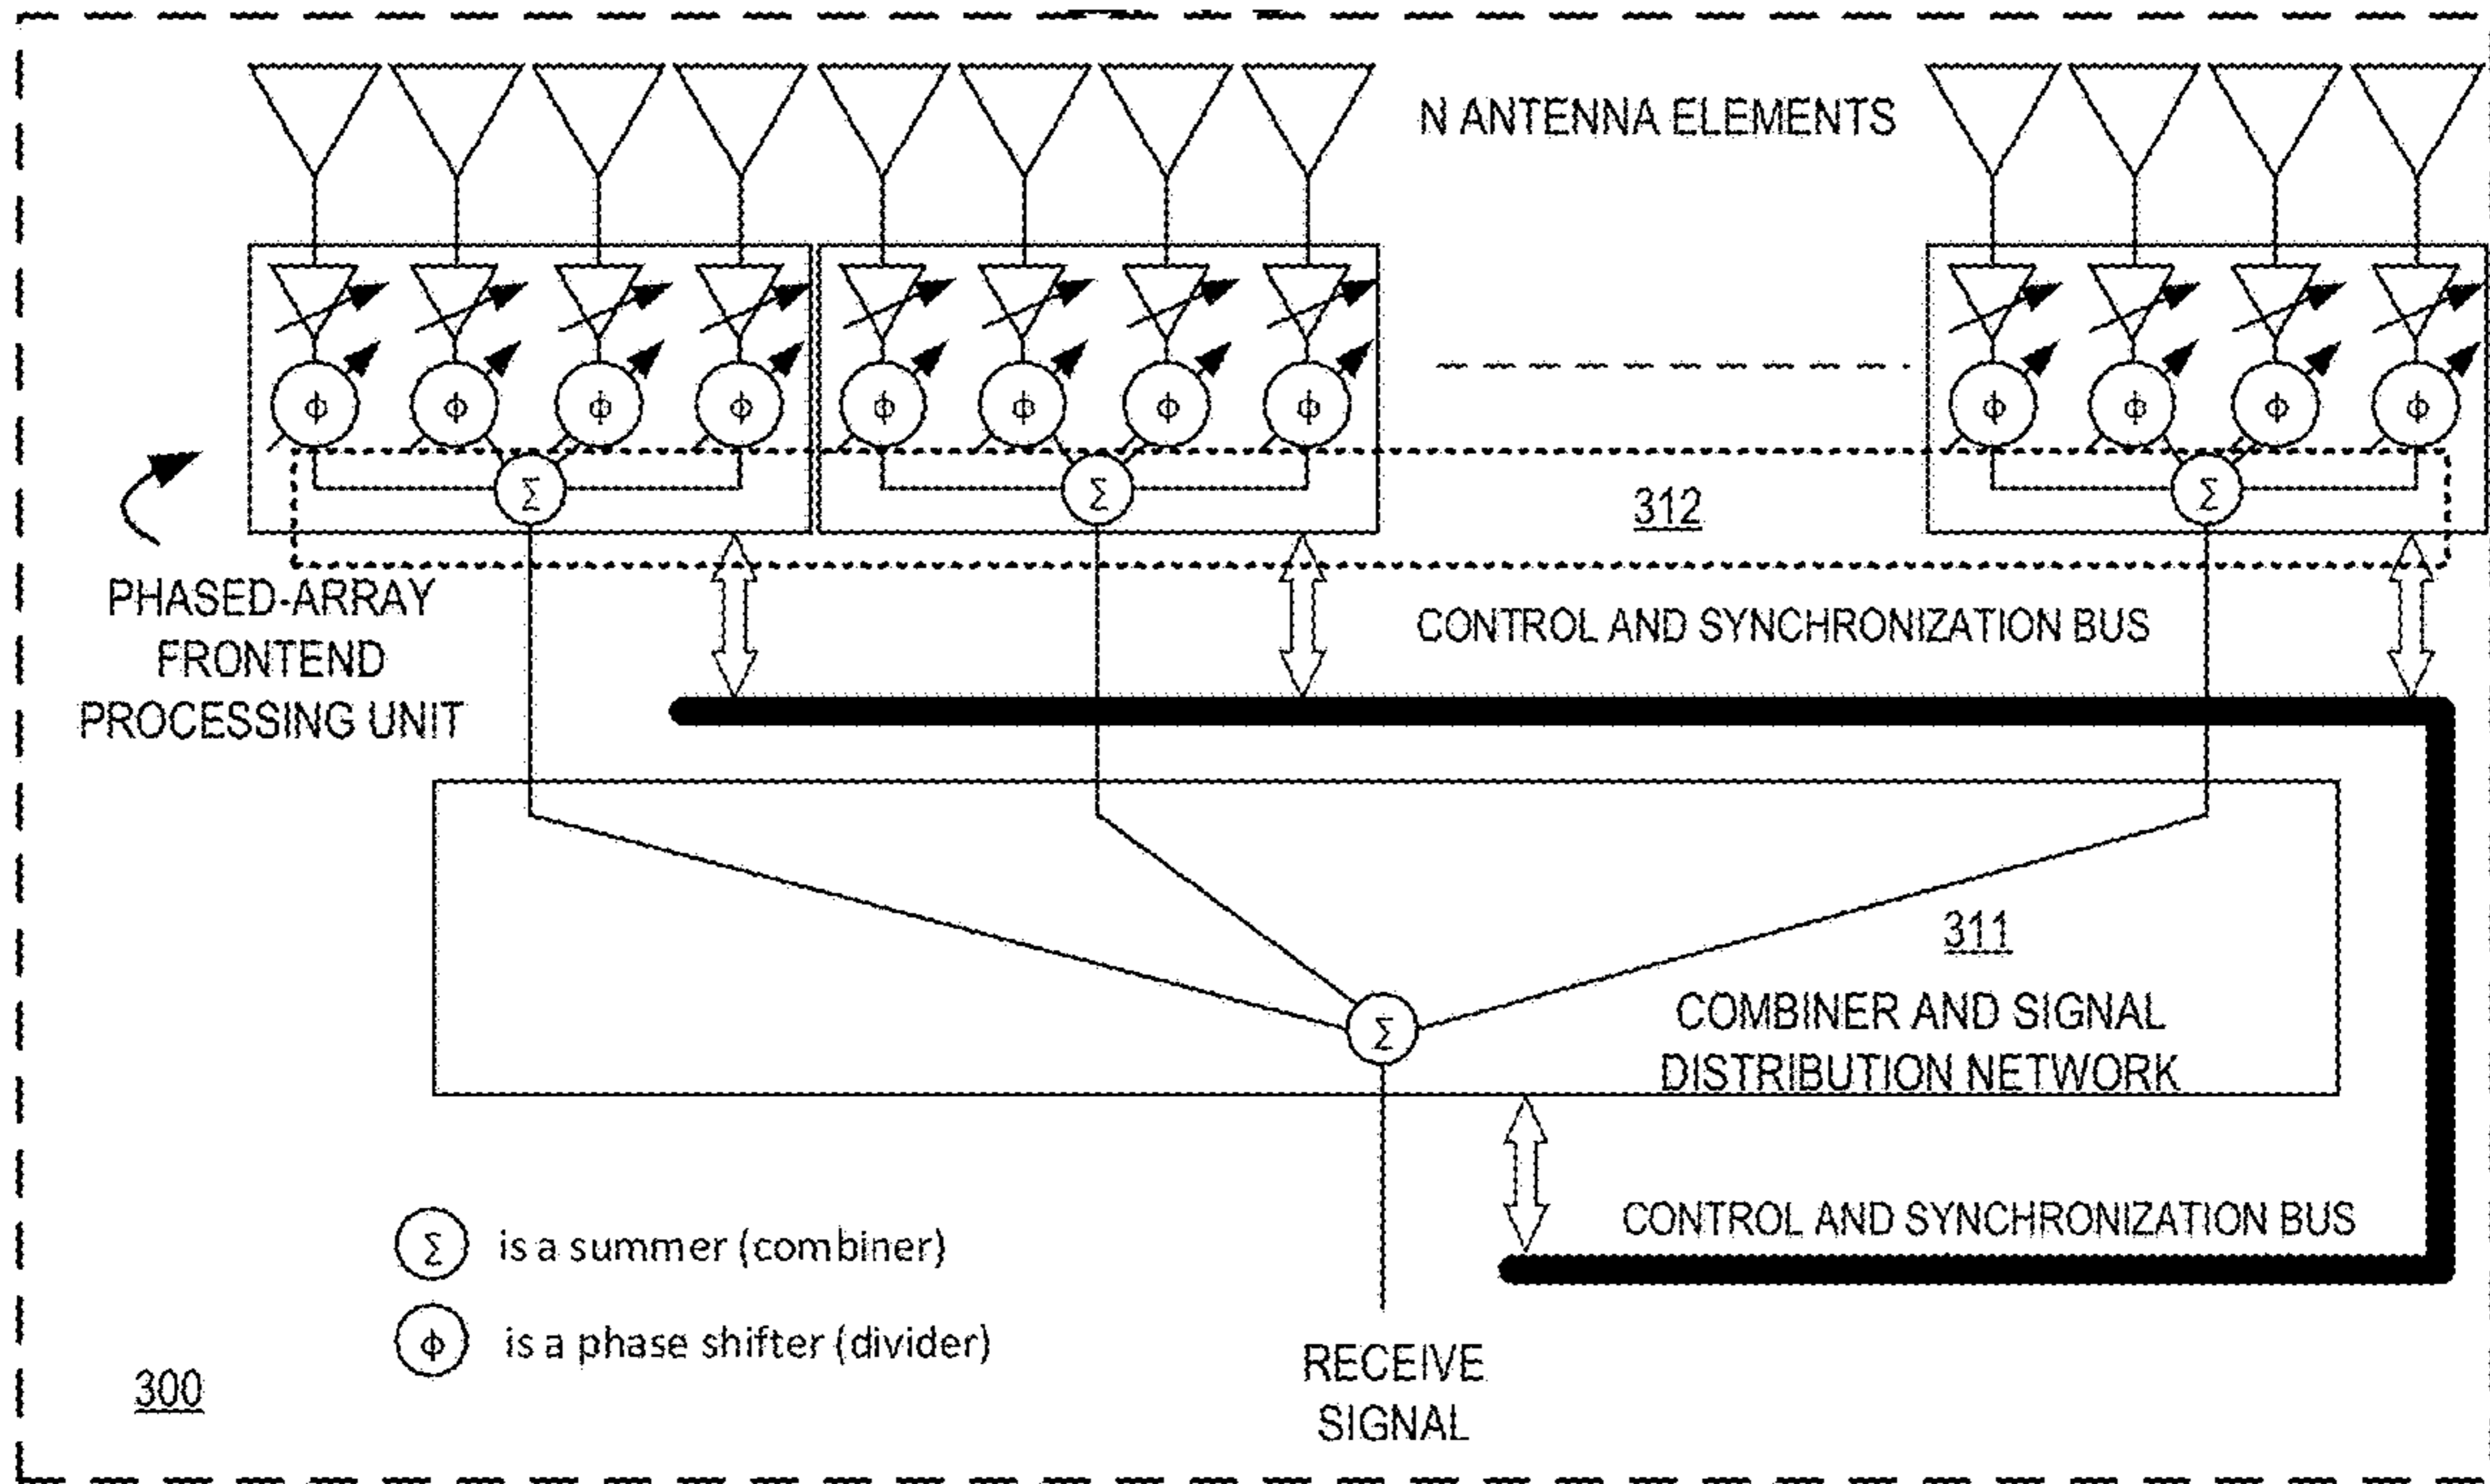 N ANTENNA ELEMENTS
ϕ ϕ ϕ ϕ ϕ ϕ ϕ ϕ ϕ ϕ ϕ ϕ
Σ Σ Σ
312
PHASED-ARRAY
FRONTEND
PROCESSING UNIT
CONTROL AND SYNCHRONIZATION BUS
311
COMBINER AND SIGNAL
DISTRIBUTION NETWORK
Σ
CONTROL AND SYNCHRONIZATION BUS
Σ is a summer (combiner)
ϕ is a phase shifter (divider)
RECEIVE
SIGNAL
300